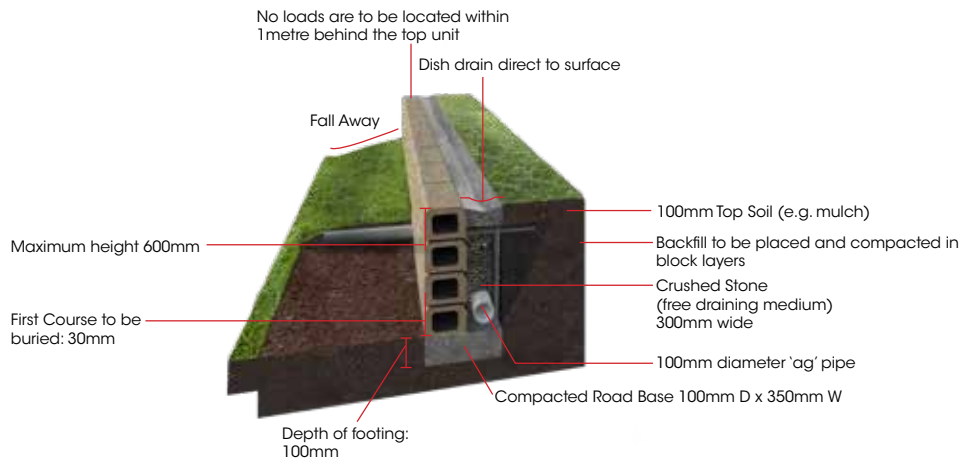 No loads are to be located within
1metre behind the top unit
Dish drain direct to surface
Fall Away
100mm Top Soil (e.g. mulch)
Maximum height 600mm
Backfill to be placed and compacted in
block layers
Crushed Stone
(free draining medium)
300mm wide
First Course to be
buried: 30mm
100mm diameter ‘ag’ pipe
Compacted Road Base 100mm D x 350mm W
Depth of footing:
100mm